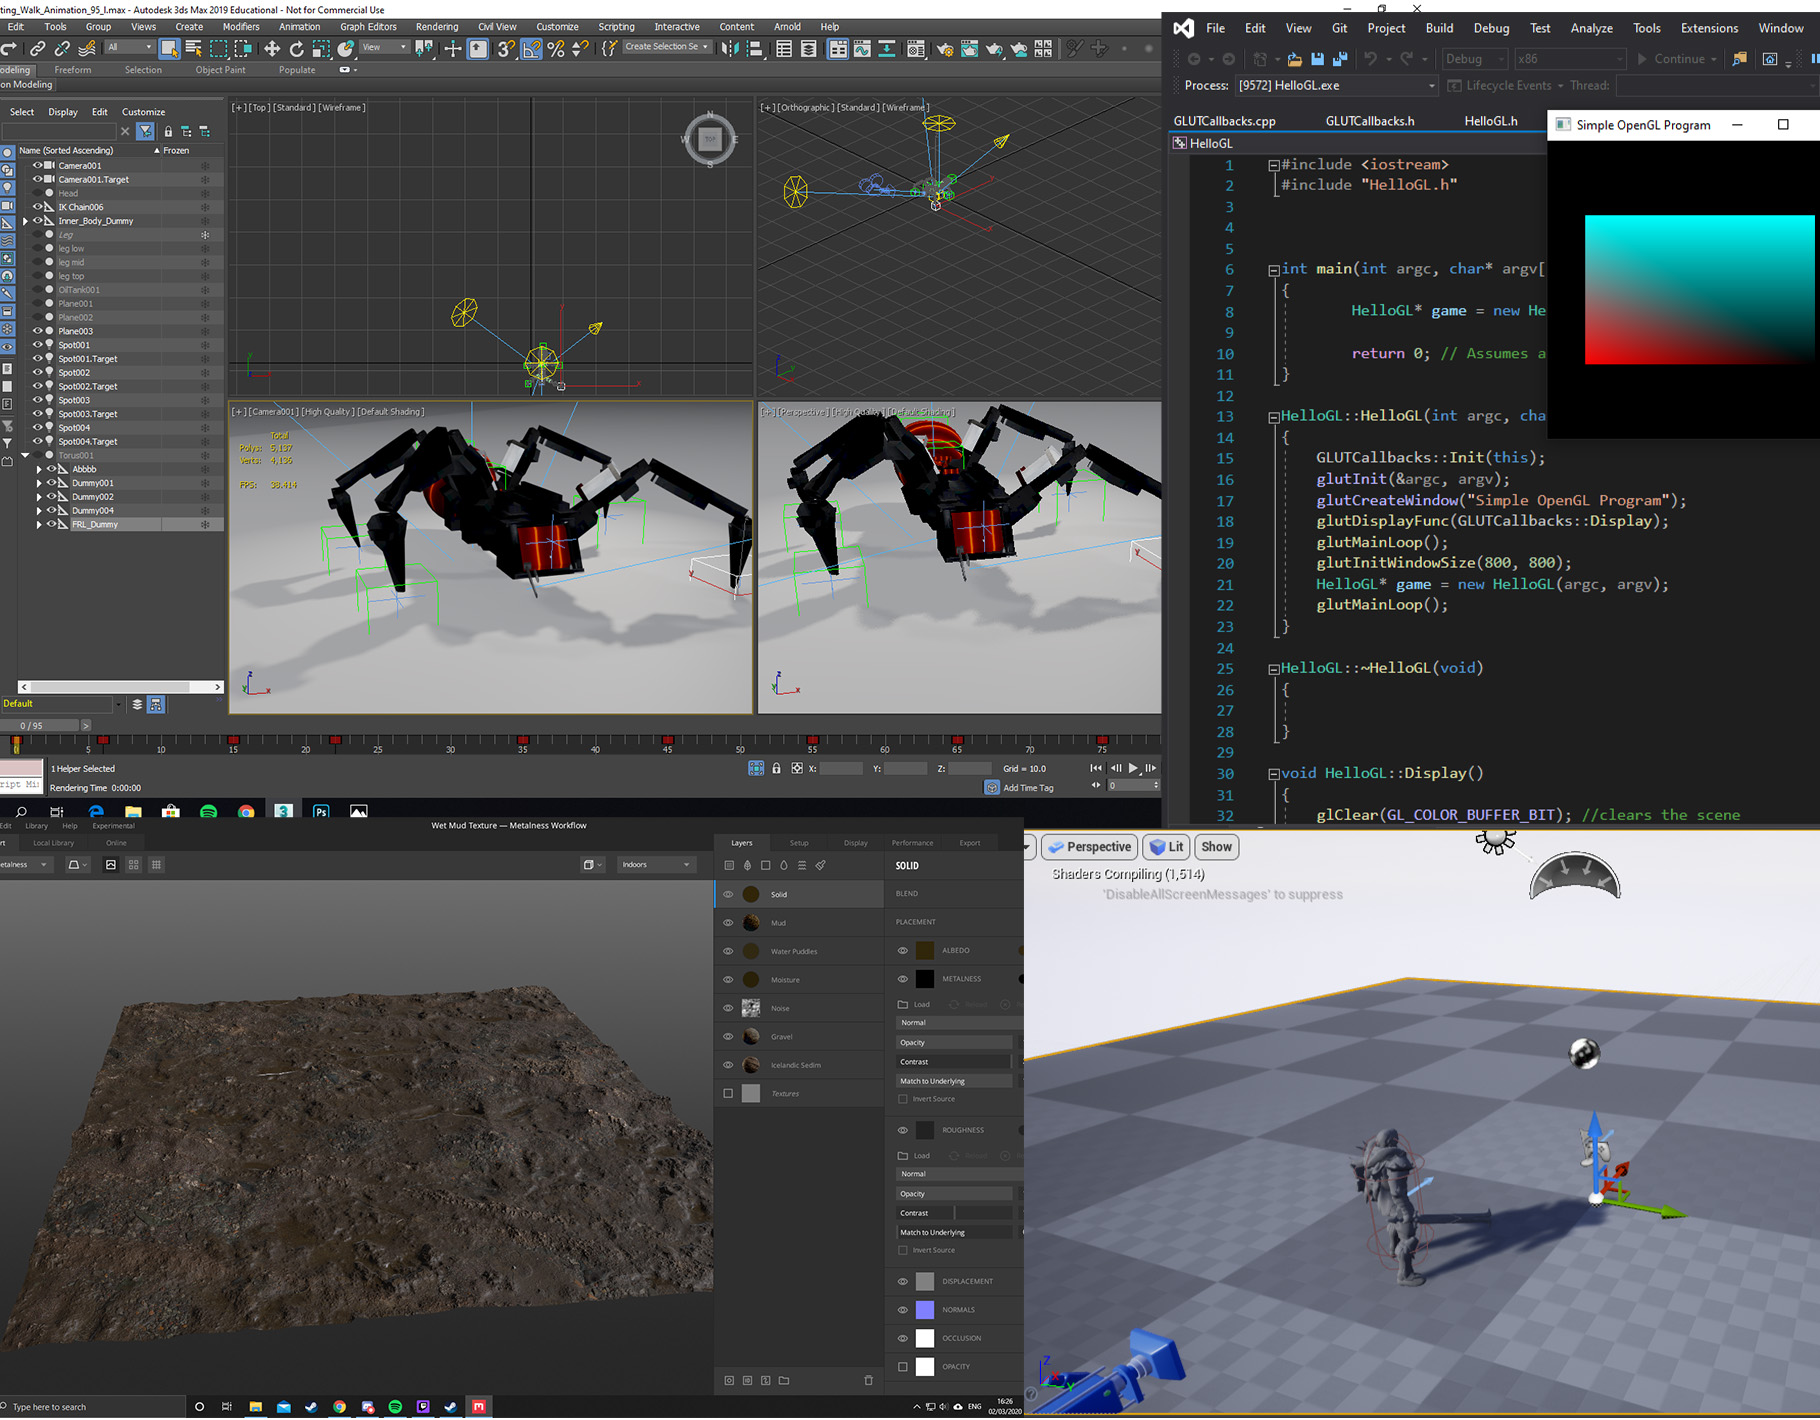 ting_Walk_Animation_95_I.max - Autodesk 3ds Max 2019 Educational - Not for Commercial Use
Edit Tools Group Views Create Modifiers Animation Graph Editors Rendering Civil View Customize Scripting Interactive Content Arnold Help
All View Create Selection Se
odeling Freeform Selection Object Paint Populate
on Modeling
Select Display Edit Customize
Name (Sorted Ascending) Frozen
Camera001
Camera001.Target
Head
IK Chain006
Inner_Body_Dummy
Leg
leg low
leg mid
leg top
OilTank001
Plane001
Plane002
Plane003
Spot001
Spot001.Target
Spot002
Spot002.Target
Spot003
Spot003.Target
Spot004
Spot004.Target
Torus001
Abbbb
Dummy001
Dummy002
Dummy004
FRL_Dummy
Default
0 / 95
[+] [Top] [Standard] [Wireframe]
N
W TOP E
S
[+] [Orthographic] [Standard] [Wireframe]
[+] [Camera001] [High Quality] [Default Shading]
Total
Polys: 5,137
Verts: 4,136
FPS: 38.414
[+] [Perspective] [High Quality] [Default Shading]
0 5 10 15 20 25 30 35 40 45 50 55 60 65 70 75
1 Helper Selected
X: Y: Z: Grid = 10.0
ript Mi
Rendering Time 0:00:00
Add Time Tag
0
File Edit View Git Project Build Debug Test Analyze Tools Extensions Window
Debug x86 Continue
Process: [9572] HelloGL.exe Lifecycle Events Thread:
GLUTCallbacks.cpp GLUTCallbacks.h HelloGL.h
HelloGL
Simple OpenGL Program
1 #include <iostream>
2 #include "HelloGL.h"
3
4
5
6 int main(int argc, char* argv[
7 {
8 HelloGL* game = new He
9
10 return 0; // Assumes a
11 }
12
13 HelloGL::HelloGL(int argc, cha
14 {
15 GLUTCallbacks::Init(this);
16 glutInit(&argc, argv);
17 glutCreateWindow("Simple OpenGL Program");
18 glutDisplayFunc(GLUTCallbacks::Display);
19 glutMainLoop();
20 glutInitWindowSize(800, 800);
21 HelloGL* game = new HelloGL(argc, argv);
22 glutMainLoop();
23 }
24
25 HelloGL::~HelloGL(void)
26 {
27
28 }
29
30 void HelloGL::Display()
31 {
32 glClear(GL_COLOR_BUFFER_BIT); //clears the scene
Edit Library Help Experimental
Wet Mud Texture — Metalness Workflow
rt Local Library Online
etalness
Indoors
Layers Setup Display Performance Export
Solid
Mud
Water Puddles
Moisture
Noise
Gravel
Icelandic Sedim
Textures
SOLID
BLEND
PLACEMENT
ALBEDO
METALNESS
Load
Normal
Opacity
Contrast
Match to Underlying
Invert Source
ROUGHNESS
Load
Normal
Opacity
Contrast
Match to Underlying
Invert Source
DISPLACEMENT
NORMALS
OCCLUSION
OPACITY
Type here to search
ENG
16:26
02/03/2020
Perspective Lit Show
Shaders Compiling (1,514)
'DisableAllScreenMessages' to suppress